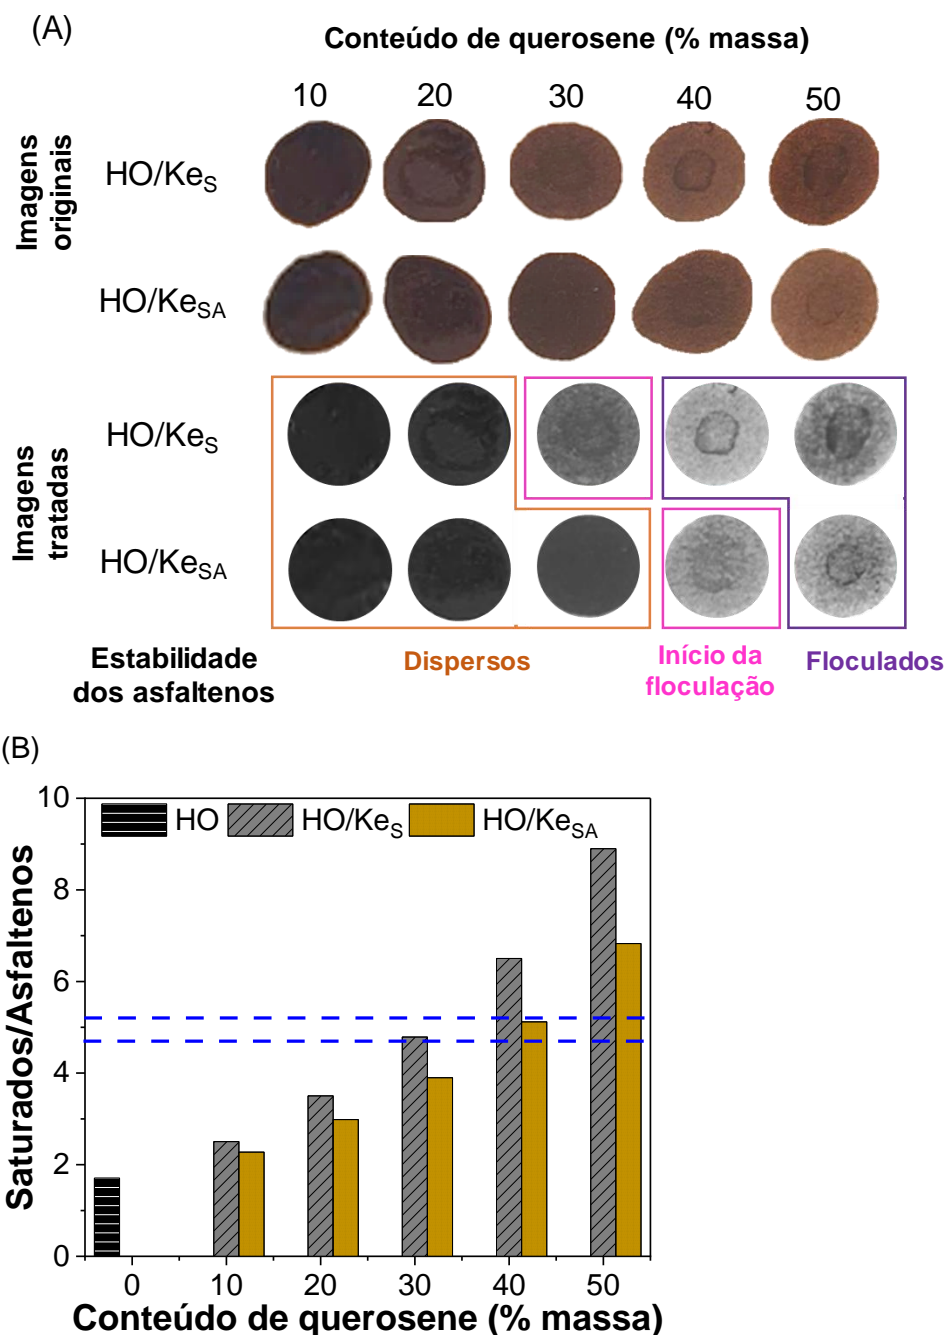 (A)
Conteúdo de querosene (% massa)
10 20 30 40 50
Imagens
originais
HO/KeS
HO/KeSA
Imagens
tratadas
HO/KeS
HO/KeSA
Estabilidade
dos asfaltenos
Dispersos
Início da
floculação
Floculados
(B)
HO HO/KeS HO/KeSA
Saturados/Asfaltenos
10
8
6
4
2
0
0 10 20 30 40 50
Conteúdo de querosene (% massa)